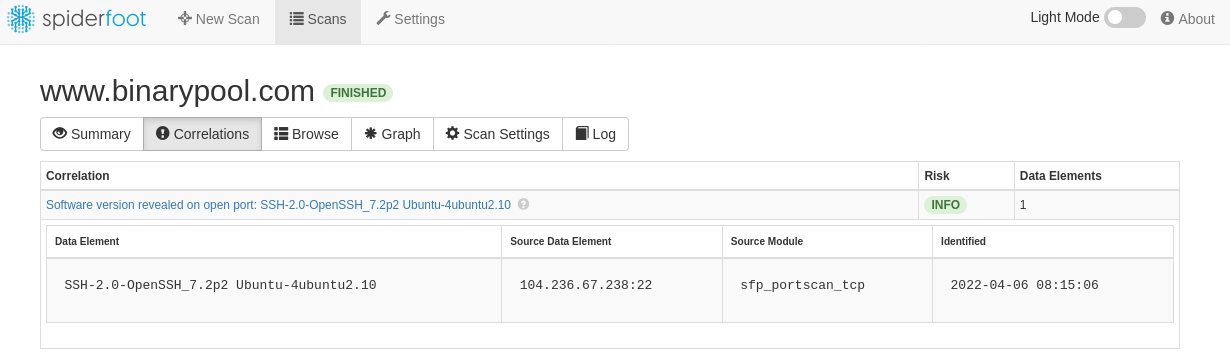 spiderfoot New Scan Scans Settings Light Mode About
www.binarypool.com FINISHED
Summary Correlations Browse Graph Scan Settings Log
Correlation Risk Data Elements
Software version revealed on open port: SSH-2.0-OpenSSH_7.2p2 Ubuntu-4ubuntu2.10 INFO 1
Data Element Source Data Element Source Module Identified
SSH-2.0-OpenSSH_7.2p2 Ubuntu-4ubuntu2.10 104.236.67.238:22 sfp_portscan_tcp 2022-04-06 08:15:06